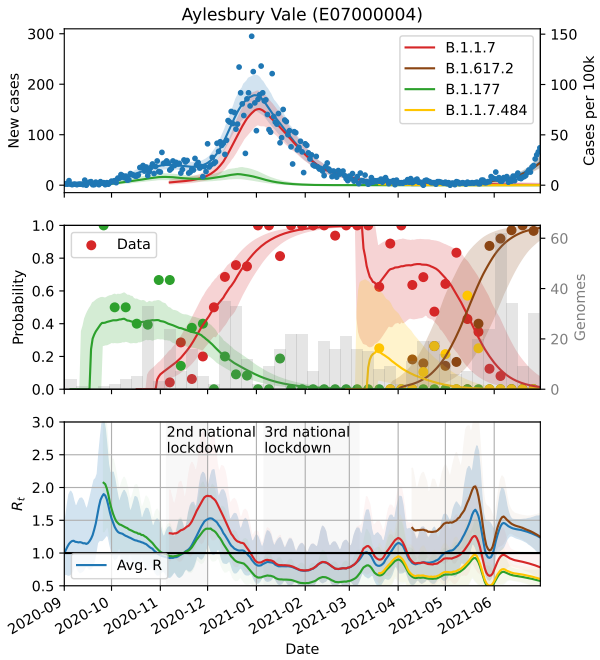 Aylesbury Vale (E07000004)
300
200
100
0
New cases
150
100
50
0
Cases per 100k
B.1.1.7
B.1.617.2
B.1.177
B.1.1.7.484
1.0
0.8
0.6
0.4
0.2
0.0
Probability
Data
60
40
20
0
Genomes
3.0
2.5
2.0
1.5
1.0
0.5
Rt
2nd national
lockdown
3rd national
lockdown
Avg. R
2020-09
2020-10
2020-11
2020-12
2021-01
2021-02
2021-03
2021-04
2021-05
2021-06
Date